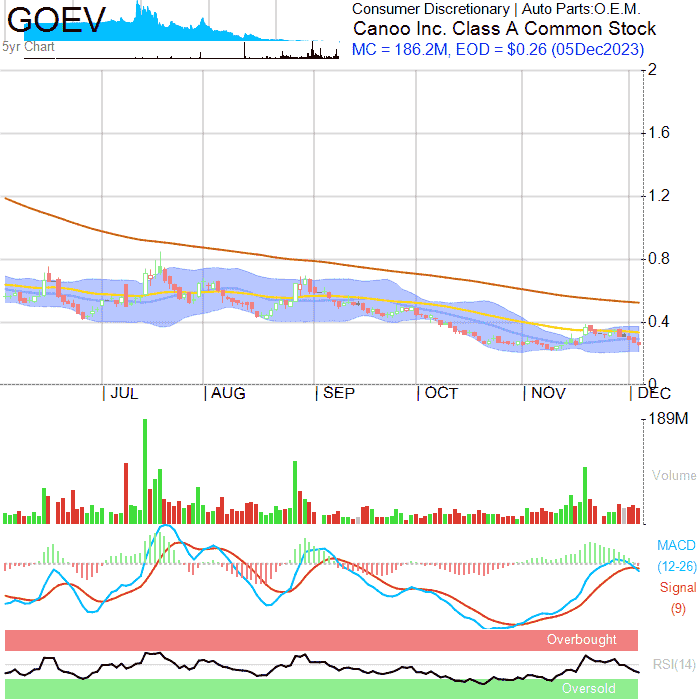 GOEV
5yr Chart
Consumer Discretionary | Auto Parts:O.E.M.
Canoo Inc. Class A Common Stock
MC = 186.2M, EOD = $0.26 (05Dec2023)
2
1.6
1.2
0.8
0.4
0
| JUL | AUG | SEP | OCT | NOV | DEC
189M
Volume
MACD
(12-26)
Signal
(9)
Overbought
RSI(14)
Oversold